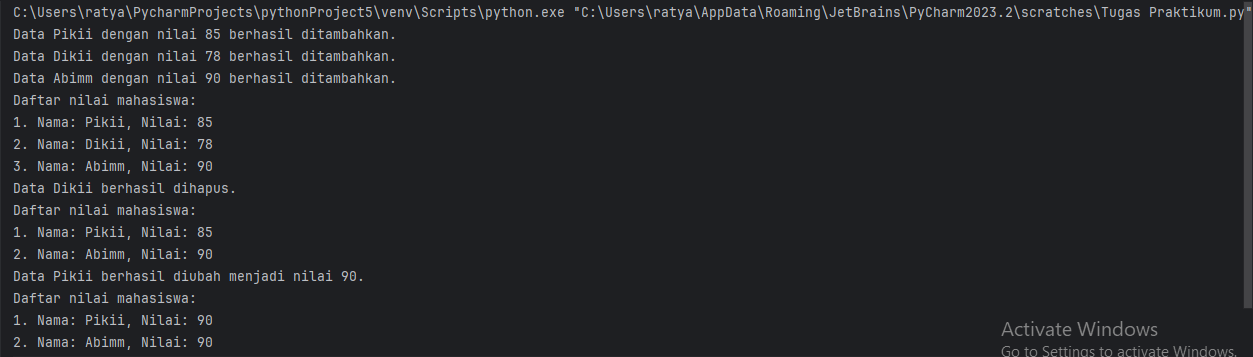 C:\Users\ratya\PycharmProjects\pythonProject5\venv\Scripts\python.exe "C:\Users\ratya\AppData\Roaming\JetBrains\PyCharm2023.2\scratches\Tugas Praktikum.py"
Data Pikii dengan nilai 85 berhasil ditambahkan.
Data Dikii dengan nilai 78 berhasil ditambahkan.
Data Abimm dengan nilai 90 berhasil ditambahkan.
Daftar nilai mahasiswa:
1. Nama: Pikii, Nilai: 85
2. Nama: Dikii, Nilai: 78
3. Nama: Abimm, Nilai: 90
Data Dikii berhasil dihapus.
Daftar nilai mahasiswa:
1. Nama: Pikii, Nilai: 85
2. Nama: Abimm, Nilai: 90
Data Pikii berhasil diubah menjadi nilai 90.
Daftar nilai mahasiswa:
1. Nama: Pikii, Nilai: 90
2. Nama: Abimm, Nilai: 90
Activate Windows
Go to Settings to activate Windows.